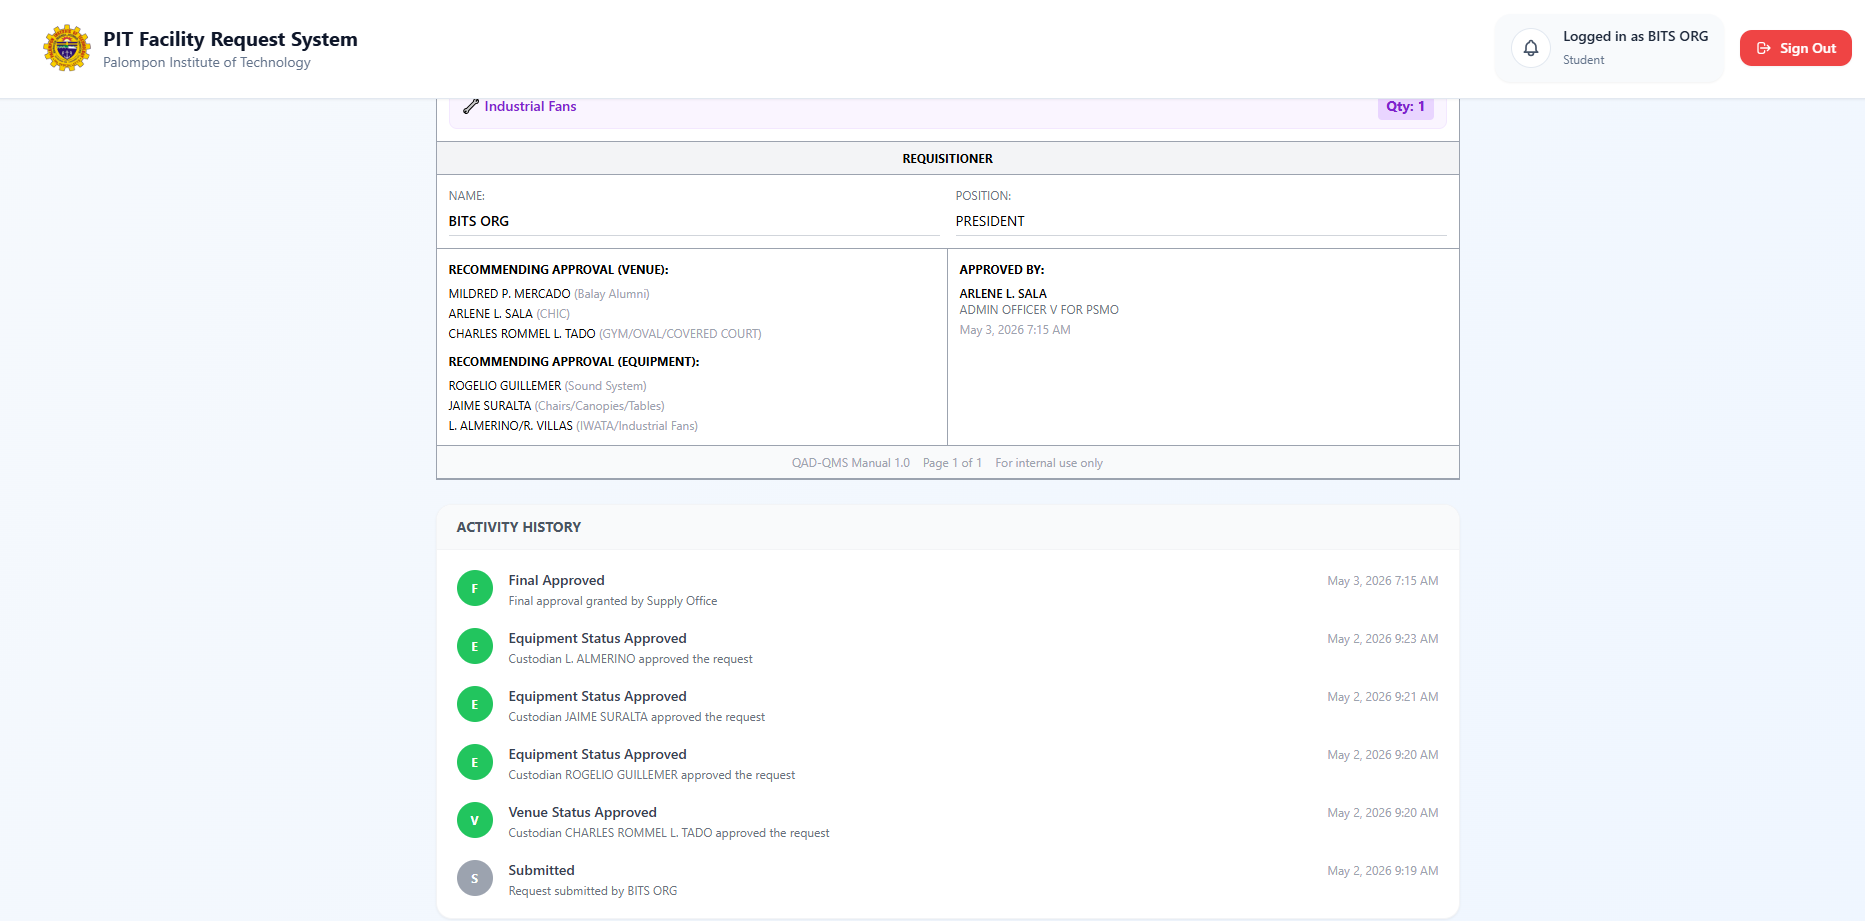 PIT Facility Request System
Palompon Institute of Technology
Logged in as BITS ORG
Student
Sign Out
Industrial Fans
Qty: 1
REQUISITIONER
NAME:
BITS ORG
POSITION:
PRESIDENT
RECOMMENDING APPROVAL (VENUE):
MILDRED P. MERCADO (Balay Alumni)
ARLENE L. SALA (CHIC)
CHARLES ROMMEL L. TADO (GYM/OVAL/COVERED COURT)
RECOMMENDING APPROVAL (EQUIPMENT):
ROGELIO GUILLEMER (Sound System)
JAIME SURALTA (Chairs/Canopies/Tables)
L. ALMERINO/R. VILLAS (IWATA/Industrial Fans)
APPROVED BY:
ARLENE L. SALA
ADMIN OFFICER V FOR PSMO
May 3, 2026 7:15 AM
QAD-QMS Manual 1.0 Page 1 of 1 For internal use only
ACTIVITY HISTORY
F
Final Approved
May 3, 2026 7:15 AM
Final approval granted by Supply Office
E
Equipment Status Approved
May 2, 2026 9:23 AM
Custodian L. ALMERINO approved the request
E
Equipment Status Approved
May 2, 2026 9:21 AM
Custodian JAIME SURALTA approved the request
E
Equipment Status Approved
May 2, 2026 9:20 AM
Custodian ROGELIO GUILLEMER approved the request
V
Venue Status Approved
May 2, 2026 9:20 AM
Custodian CHARLES ROMMEL L. TADO approved the request
S
Submitted
May 2, 2026 9:19 AM
Request submitted by BITS ORG